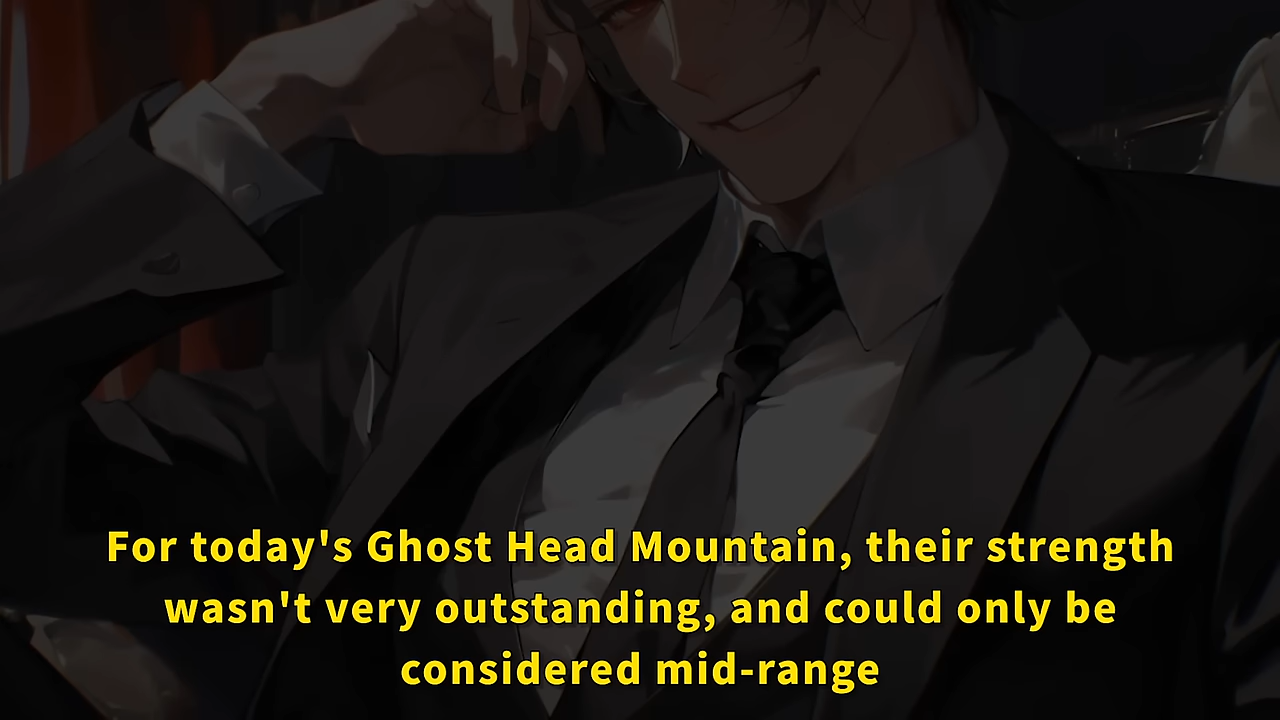 For today's Ghost Head Mountain, their strength
wasn't very outstanding, and could only be
considered mid-range